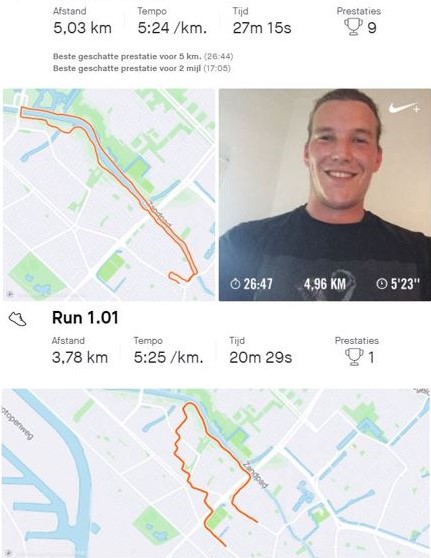 Afstand Tempo Tijd Prestaties
5,03 km 5:24 /km. 27m 15s 9
Beste geschatte prestatie voor 5 km. (26:44)
Beste geschatte prestatie voor 2 mijl (17:05)
Zandpad
26:47 4,96 KM 5'23"
Run 1.01
Afstand Tempo Tijd Prestaties
3,78 km 5:25 /km. 20m 29s 1
Zandpad